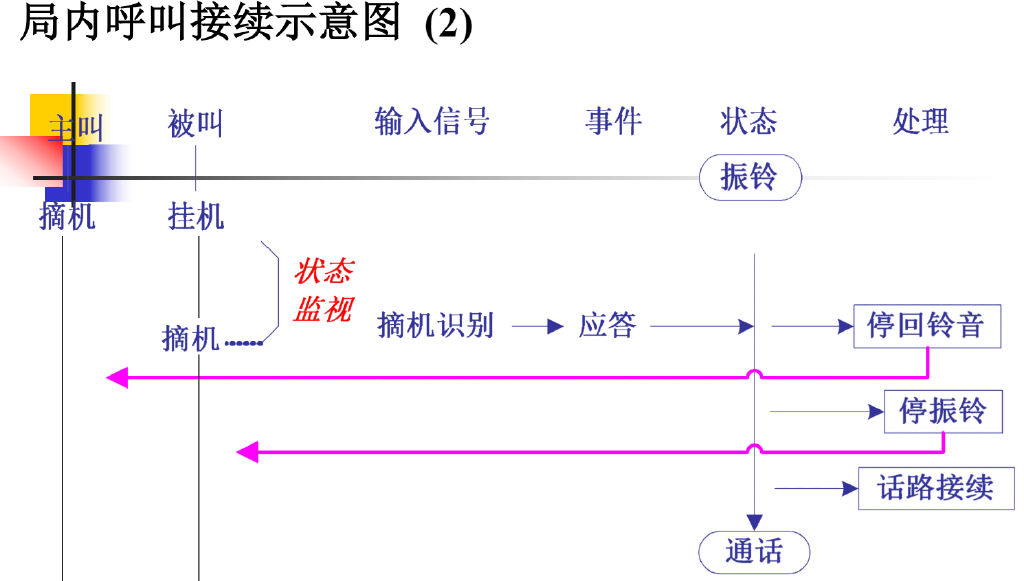 局内呼叫接续示意图 (2)
主叫 被叫 输入信号 事件 状态 处理
振铃
摘机 挂机
状态
监视
摘机 摘机识别 应答 停回铃音
停振铃
话路接续
通话